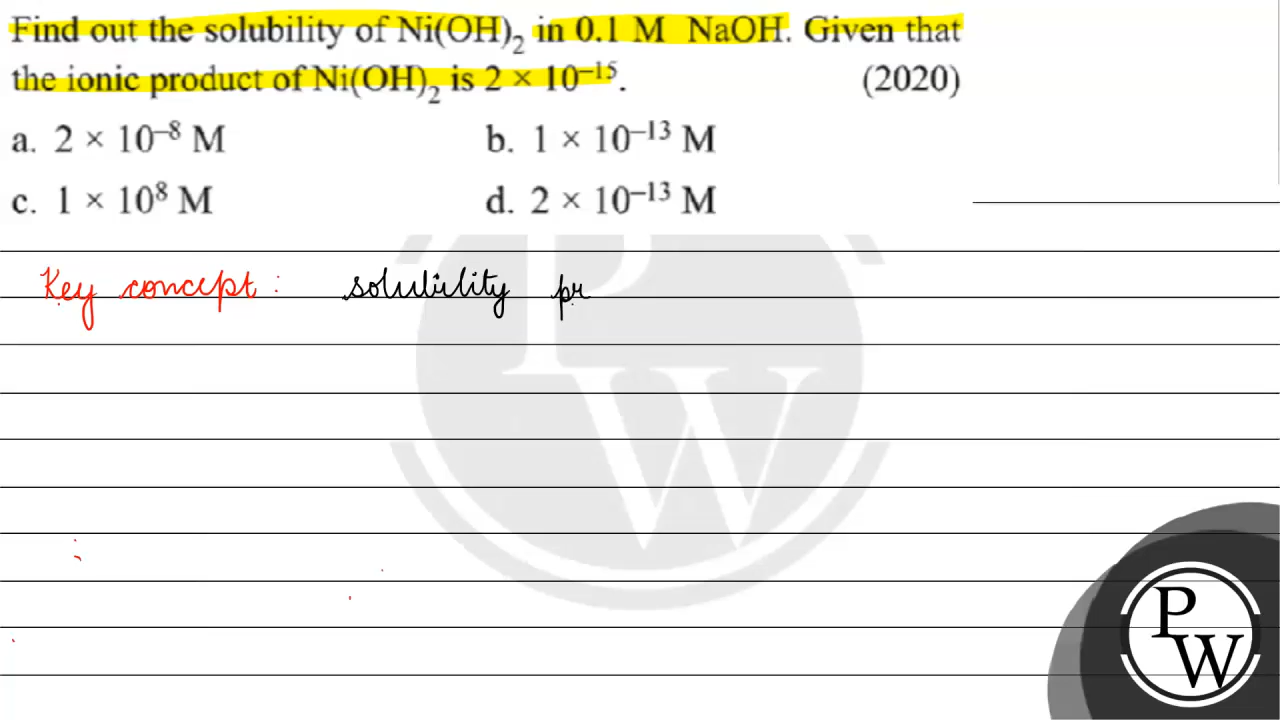 Find out the solubility of Ni(OH)₂ in 0.1 M NaOH. Given that
the ionic product of Ni(OH)₂ is 2 × 10⁻¹⁵. (2020)
a. 2 × 10⁻⁸ M b. 1 × 10⁻¹³ M
c. 1 × 10⁸ M d. 2 × 10⁻¹³ M
Key concept : solubility pr
PW
PW